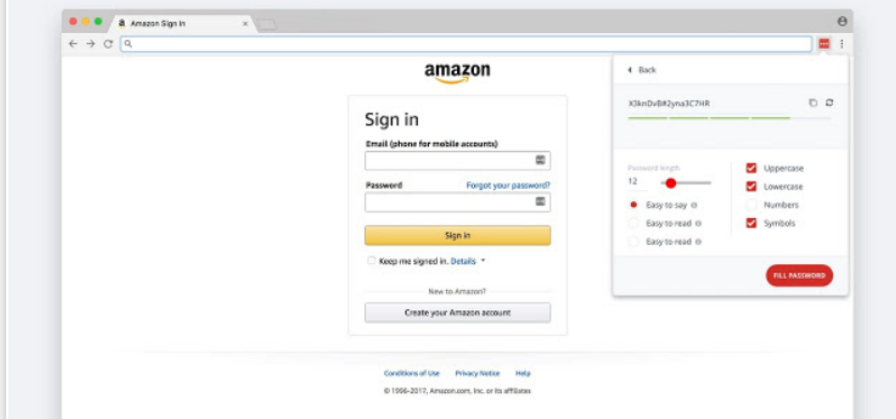 Amazon Sign In
amazon
Back
X3knDvB#2yna3C7HR
Sign in
Email (phone for mobile accounts)
Password
Forgot your password?
Sign in
Keep me signed in. Details
New to Amazon?
Create your Amazon account
Password length
12
Easy to say
Easy to read
Easy to read
Uppercase
Lowercase
Numbers
Symbols
FILL PASSWORD
Conditions of Use Privacy Notice Help
© 1996-2017, Amazon.com, Inc. or its affiliates